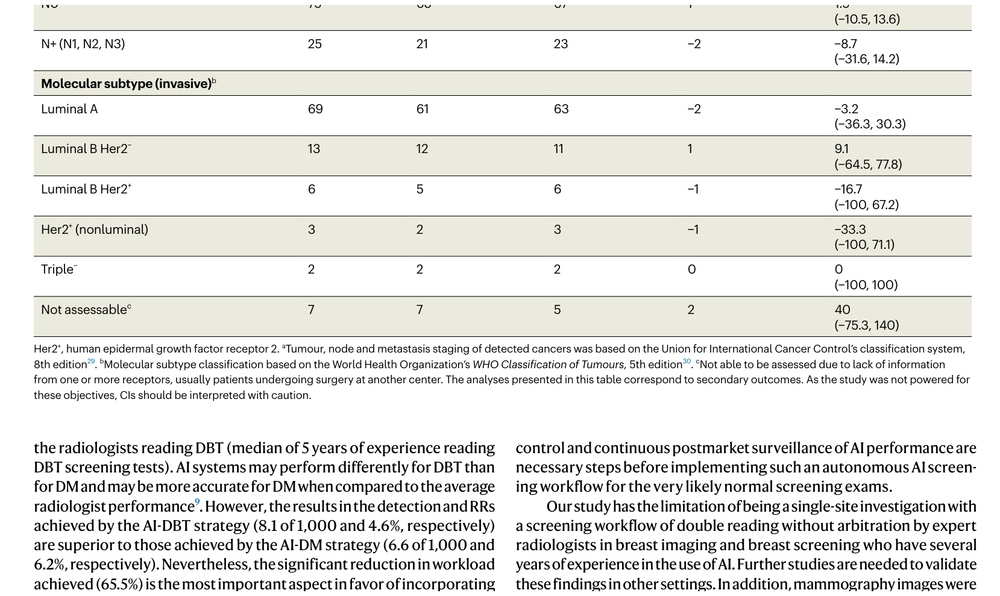 (−10.5, 13.6)
N+ (N1, N2, N3) 25 21 23 −2 −8.7
(−31.6, 14.2)
Molecular subtype (invasive)b
Luminal A 69 61 63 −2 −3.2
(−36.3, 30.3)
Luminal B Her2− 13 12 11 1 9.1
(−64.5, 77.8)
Luminal B Her2+ 6 5 6 −1 −16.7
(−100, 67.2)
Her2+ (nonluminal) 3 2 3 −1 −33.3
(−100, 71.1)
Triple− 2 2 2 0 0
(−100, 100)
Not assessablec 7 7 5 2 40
(−75.3, 140)
Her2+, human epidermal growth factor receptor 2. aTumour, node and metastasis staging of detected cancers was based on the Union for International Cancer Control’s classification system,
8th edition29. bMolecular subtype classification based on the World Health Organization’s WHO Classification of Tumours, 5th edition30. cNot able to be assessed due to lack of information
from one or more receptors, usually patients undergoing surgery at another center. The analyses presented in this table correspond to secondary outcomes. As the study was not powered for
these objectives, CIs should be interpreted with caution.
the radiologists reading DBT (median of 5 years of experience reading
DBT screening tests). AI systems may perform differently for DBT than
for DM and may be more accurate for DM when compared to the average
radiologist performance9. However, the results in the detection and RRs
achieved by the AI-DBT strategy (8.1 of 1,000 and 4.6%, respectively)
are superior to those achieved by the AI-DM strategy (6.6 of 1,000 and
6.2%, respectively). Nevertheless, the significant reduction in workload
achieved (65.5%) is the most important aspect in favor of incorporating
control and continuous postmarket surveillance of AI performance are
necessary steps before implementing such an autonomous AI screen-
ing workflow for the very likely normal screening exams.
Our study has the limitation of being a single-site investigation with
a screening workflow of double reading without arbitration by expert
radiologists in breast imaging and breast screening who have several
years of experience in the use of AI. Further studies are needed to validate
these findings in other settings. In addition, mammography images were